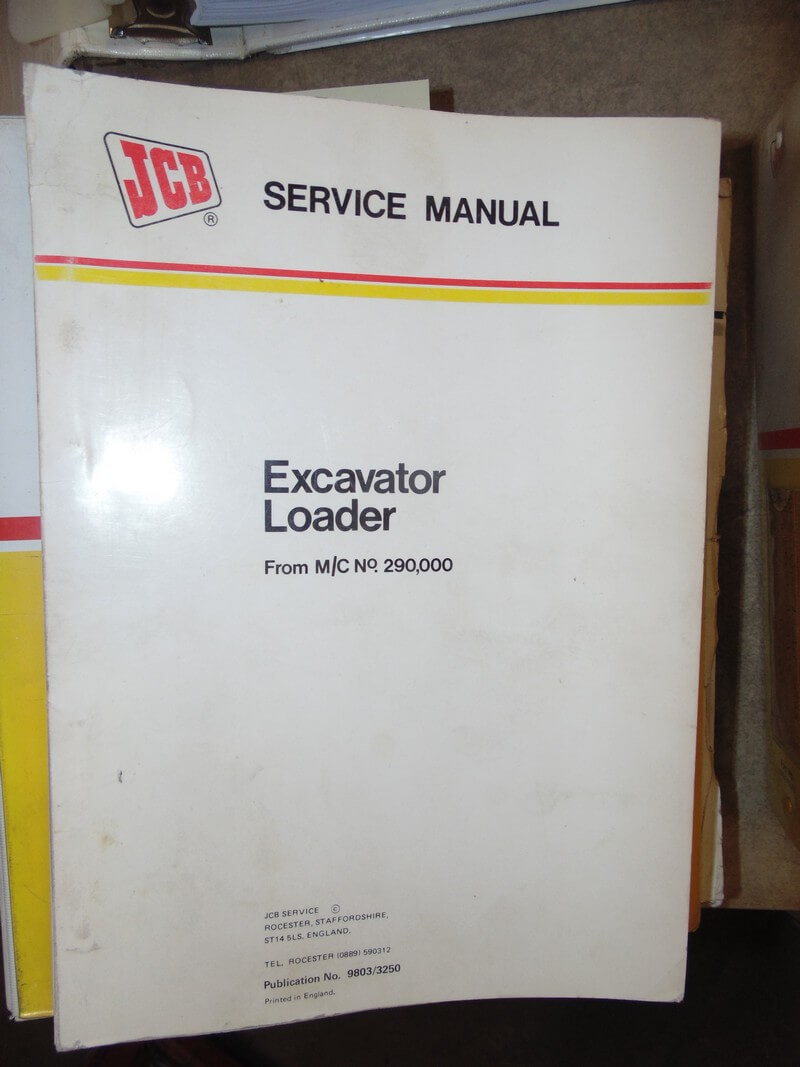 JCB
®
SERVICE MANUAL
Excavator
Loader
From M/C Nº. 290,000
JCB SERVICE ©
ROCESTER, STAFFORDSHIRE,
ST14 5LS. ENGLAND.
TEL. ROCESTER (0889) 590312
Publication No. 9803/3250
Printed in England.